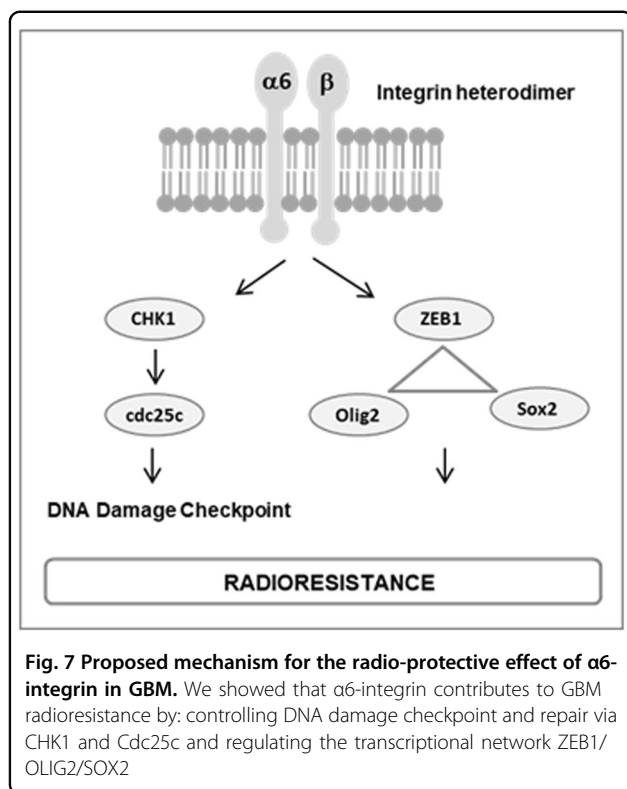 α6 β
Integrin heterodimer
CHK1
ZEB1
cdc25c
Olig2
Sox2
DNA Damage Checkpoint
RADIORESISTANCE
Fig. 7 Proposed mechanism for the radio-protective effect of α6-
integrin in GBM. We showed that α6-integrin contributes to GBM
radioresistance by: controlling DNA damage checkpoint and repair via
CHK1 and Cdc25c and regulating the transcriptional network ZEB1/
OLIG2/SOX2